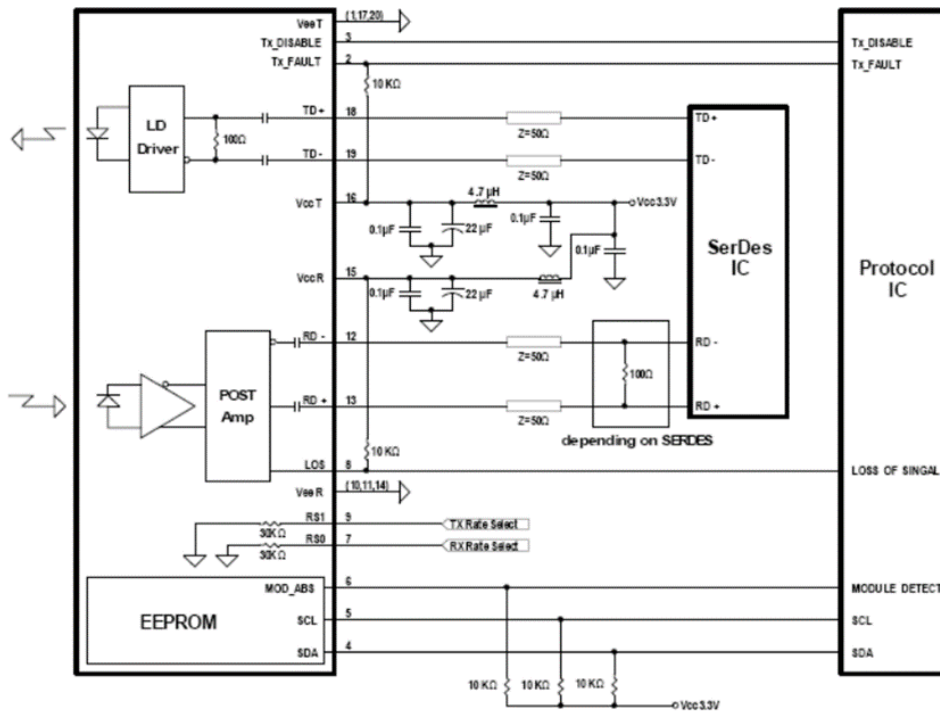 VeeT (1,17,20)
Tx_DISABLE 3 Tx_DISABLE
Tx_FAULT 2 Tx_FAULT
10 KΩ
LD
Driver
100Ω
TD+ 18 Z=50Ω TD+
TD- 19 Z=50Ω TD-
4.7 µH
VccT 16 Vcc3.3V
0.1µF 22 µF 0.1µF
0.1µF
SerDes
IC
Protocol
IC
VccR 15
0.1µF 22 µF 4.7 µH
RD - 12 Z=50Ω RD -
POST
Amp
100Ω
RD + 13 Z=50Ω RD +
depending on SERDES
10 KΩ
LOS 8 LOSS OF SINGAL
VeeR (10,11,14)
RS1 9 TX Rate Select
30KΩ
RS0 7 RX Rate Select
30KΩ
MOD_ABS 6 MODULE DETECT
EEPROM
SCL 5 SCL
SDA 4 SDA
10 KΩ 10 KΩ 10 KΩ
Vcc3.3V